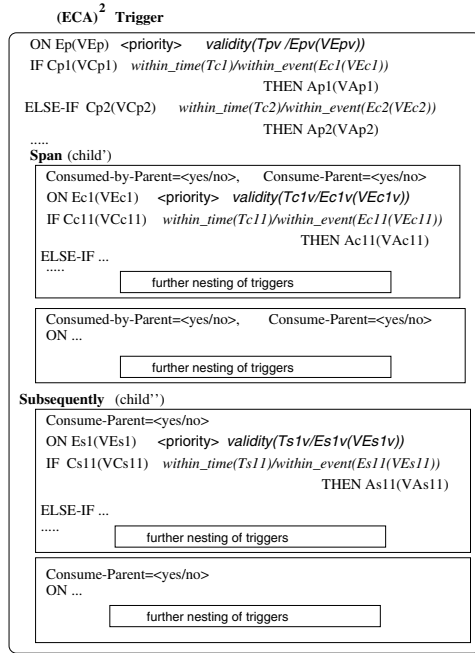 (ECA)² Trigger
ON Ep(VEp) <priority> validity(Tpv /Epv(VEpv))
IF Cp1(VCp1) within_time(Tc1)/within_event(Ec1(VEc1))
THEN Ap1(VAp1)
ELSE-IF Cp2(VCp2) within_time(Tc2)/within_event(Ec2(VEc2))
THEN Ap2(VAp2)
.....
Span (child')
Consumed-by-Parent=<yes/no>, Consume-Parent=<yes/no>
ON Ec1(VEc1) <priority> validity(Tc1v/Ec1v(VEc1v))
IF Cc11(VCc11) within_time(Tc11)/within_event(Ec11(VEc11))
THEN Ac11(VAc11)
ELSE-IF ...
.....
further nesting of triggers
Consumed-by-Parent=<yes/no>, Consume-Parent=<yes/no>
ON ...
further nesting of triggers
Subsequently (child'')
Consume-Parent=<yes/no>
ON Es1(VEs1) <priority> validity(Ts1v/Es1v(VEs1v))
IF Cs11(VCs11) within_time(Ts11)/within_event(Es11(VEs11))
THEN As11(VAs11)
ELSE-IF ...
.....
further nesting of triggers
Consume-Parent=<yes/no>
ON ...
further nesting of triggers